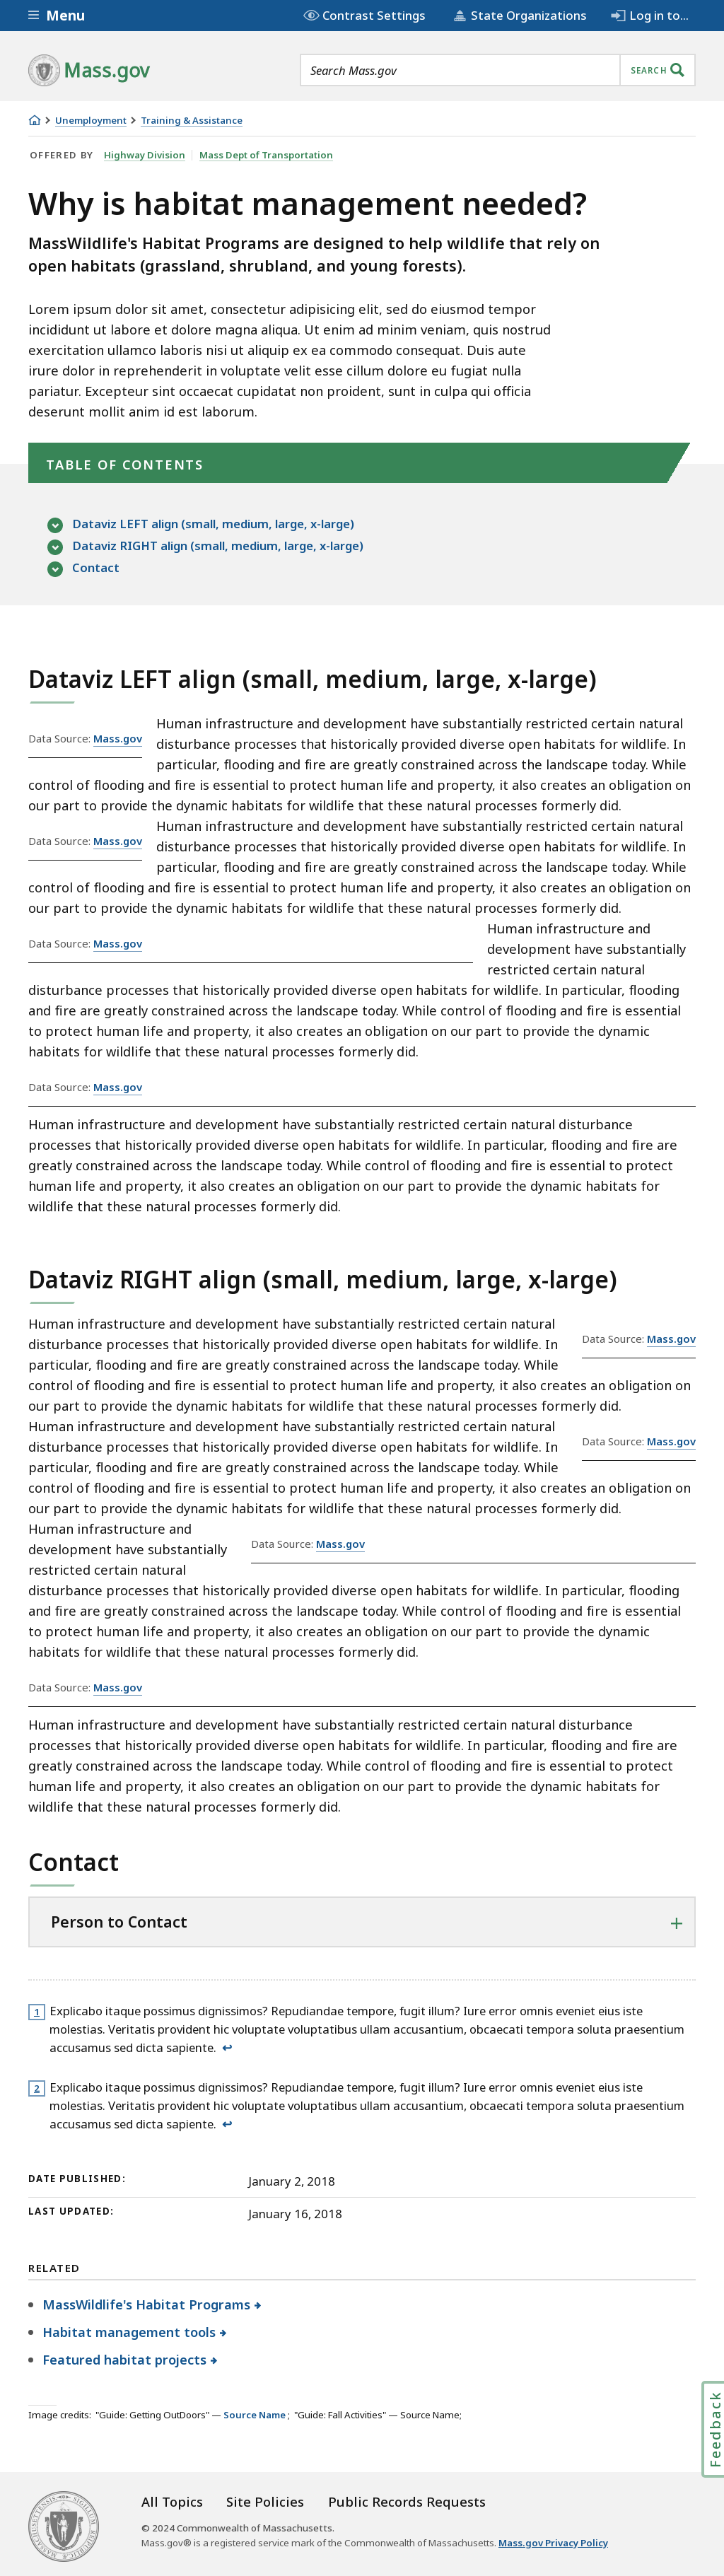 Menu
Contrast Settings
State Organizations
Log in to...
Mass.gov
Search Mass.gov
SEARCH
Unemployment
Training & Assistance
OFFERED BY
Highway Division
Mass Dept of Transportation
Why is habitat management needed?
MassWildlife's Habitat Programs are designed to help wildlife that rely on
open habitats (grassland, shrubland, and young forests).
Lorem ipsum dolor sit amet, consectetur adipisicing elit, sed do eiusmod tempor
incididunt ut labore et dolore magna aliqua. Ut enim ad minim veniam, quis nostrud
exercitation ullamco laboris nisi ut aliquip ex ea commodo consequat. Duis aute
irure dolor in reprehenderit in voluptate velit esse cillum dolore eu fugiat nulla
pariatur. Excepteur sint occaecat cupidatat non proident, sunt in culpa qui officia
deserunt mollit anim id est laborum.
TABLE OF CONTENTS
Dataviz LEFT align (small, medium, large, x-large)
Dataviz RIGHT align (small, medium, large, x-large)
Contact
Dataviz LEFT align (small, medium, large, x-large)
Data Source: Mass.gov
Human infrastructure and development have substantially restricted certain natural
disturbance processes that historically provided diverse open habitats for wildlife. In
particular, flooding and fire are greatly constrained across the landscape today. While
control of flooding and fire is essential to protect human life and property, it also creates an obligation on
our part to provide the dynamic habitats for wildlife that these natural processes formerly did.
Data Source: Mass.gov
Human infrastructure and development have substantially restricted certain natural
disturbance processes that historically provided diverse open habitats for wildlife. In
particular, flooding and fire are greatly constrained across the landscape today. While
control of flooding and fire is essential to protect human life and property, it also creates an obligation on
our part to provide the dynamic habitats for wildlife that these natural processes formerly did.
Data Source: Mass.gov
Human infrastructure and
development have substantially
restricted certain natural
disturbance processes that historically provided diverse open habitats for wildlife. In particular, flooding
and fire are greatly constrained across the landscape today. While control of flooding and fire is essential
to protect human life and property, it also creates an obligation on our part to provide the dynamic
habitats for wildlife that these natural processes formerly did.
Data Source: Mass.gov
Human infrastructure and development have substantially restricted certain natural disturbance
processes that historically provided diverse open habitats for wildlife. In particular, flooding and fire are
greatly constrained across the landscape today. While control of flooding and fire is essential to protect
human life and property, it also creates an obligation on our part to provide the dynamic habitats for
wildlife that these natural processes formerly did.
Dataviz RIGHT align (small, medium, large, x-large)
Human infrastructure and development have substantially restricted certain natural
disturbance processes that historically provided diverse open habitats for wildlife. In
particular, flooding and fire are greatly constrained across the landscape today. While
control of flooding and fire is essential to protect human life and property, it also creates an obligation on
our part to provide the dynamic habitats for wildlife that these natural processes formerly did.
Data Source: Mass.gov
Human infrastructure and development have substantially restricted certain natural
disturbance processes that historically provided diverse open habitats for wildlife. In
particular, flooding and fire are greatly constrained across the landscape today. While
control of flooding and fire is essential to protect human life and property, it also creates an obligation on
our part to provide the dynamic habitats for wildlife that these natural processes formerly did.
Data Source: Mass.gov
Human infrastructure and
development have substantially
restricted certain natural
Data Source: Mass.gov
disturbance processes that historically provided diverse open habitats for wildlife. In particular, flooding
and fire are greatly constrained across the landscape today. While control of flooding and fire is essential
to protect human life and property, it also creates an obligation on our part to provide the dynamic
habitats for wildlife that these natural processes formerly did.
Data Source: Mass.gov
Human infrastructure and development have substantially restricted certain natural disturbance
processes that historically provided diverse open habitats for wildlife. In particular, flooding and fire are
greatly constrained across the landscape today. While control of flooding and fire is essential to protect
human life and property, it also creates an obligation on our part to provide the dynamic habitats for
wildlife that these natural processes formerly did.
Contact
Person to Contact
1 Explicabo itaque possimus dignissimos? Repudiandae tempore, fugit illum? Iure error omnis eveniet eius iste
molestias. Veritatis provident hic voluptate voluptatibus ullam accusantium, obcaecati tempora soluta praesentium
accusamus sed dicta sapiente. ↩
2 Explicabo itaque possimus dignissimos? Repudiandae tempore, fugit illum? Iure error omnis eveniet eius iste
molestias. Veritatis provident hic voluptate voluptatibus ullam accusantium, obcaecati tempora soluta praesentium
accusamus sed dicta sapiente. ↩
DATE PUBLISHED: January 2, 2018
LAST UPDATED: January 16, 2018
RELATED
MassWildlife's Habitat Programs
Habitat management tools
Featured habitat projects
Feedback
Image credits: "Guide: Getting OutDoors" — Source Name; "Guide: Fall Activities" — Source Name;
All Topics
Site Policies
Public Records Requests
© 2024 Commonwealth of Massachusetts.
Mass.gov® is a registered service mark of the Commonwealth of Massachusetts. Mass.gov Privacy Policy